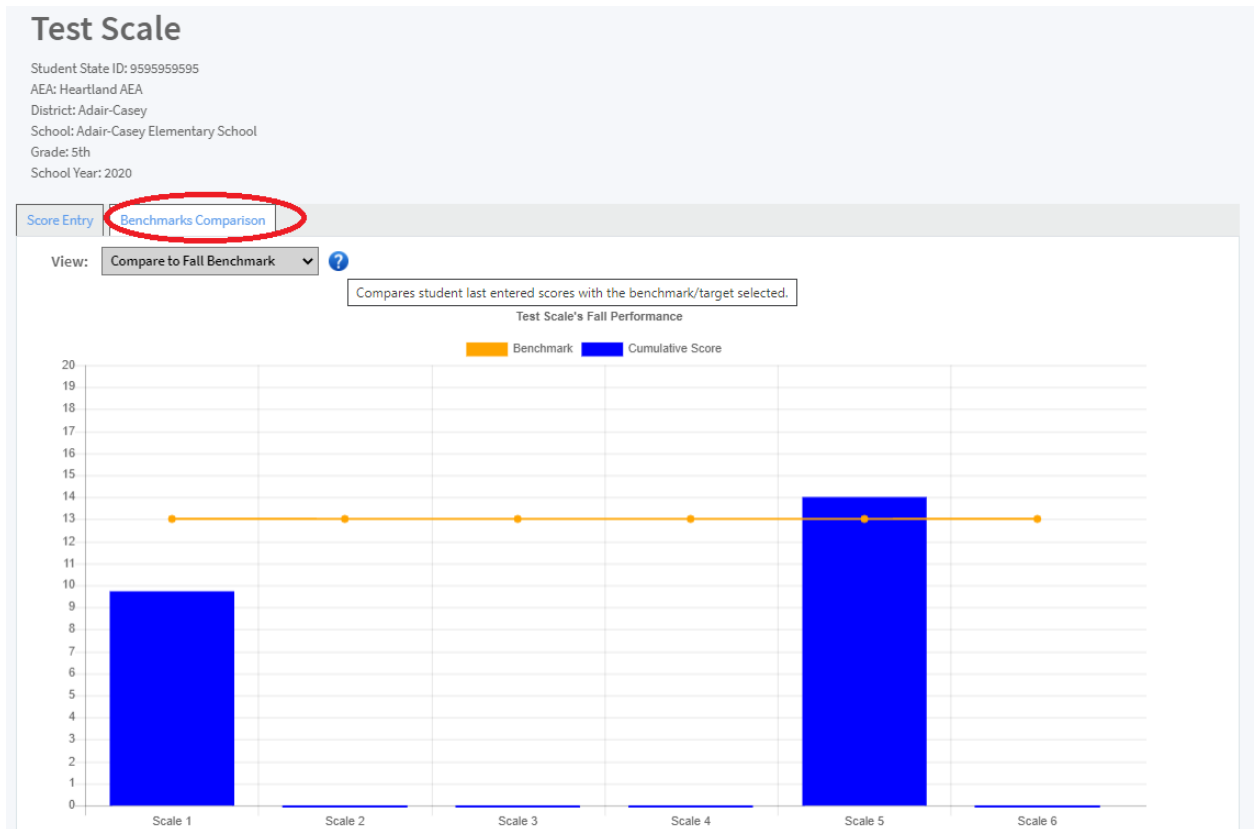 Test Scale
Student State ID: 9595959595
AEA: Heartland AEA
District: Adair-Casey
School: Adair-Casey Elementary School
Grade: 5th
School Year: 2020
Score Entry Benchmarks Comparison
View: Compare to Fall Benchmark ?
Compares student last entered scores with the benchmark/target selected.
Test Scale's Fall Performance
Benchmark Cumulative Score
20
19
18
17
16
15
14
13
12
11
10
9
8
7
6
5
4
3
2
1
0
Scale 1 Scale 2 Scale 3 Scale 4 Scale 5 Scale 6